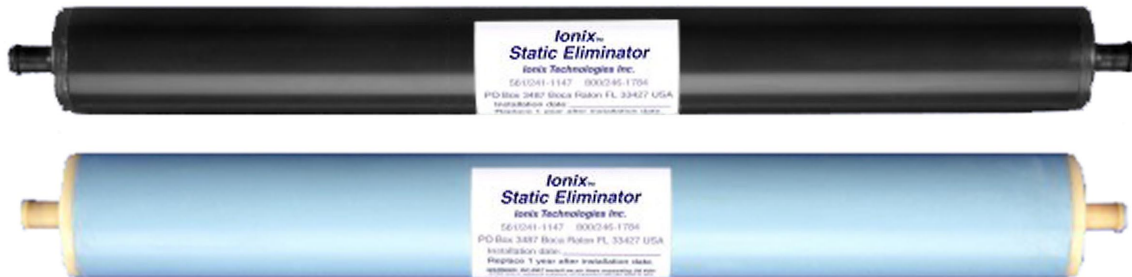 Ionix™
Static Eliminator
Ionix Technologies Inc.
561/241-1147 800/246-1784
PO Box 3487 Boca Raton FL 33427 USA
Installation date:
Replace 1 year after installation date.
Ionix™
Static Eliminator
Ionix Technologies Inc.
561/241-1147 800/246-1784
PO Box 3487 Boca Raton FL 33427 USA
Installation date:
Replace 1 year after installation date.